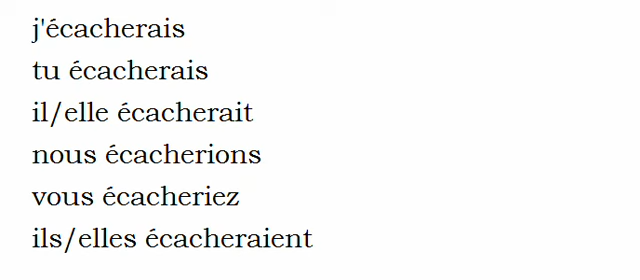 j'écacherais
tu écacherais
il/elle écacherait
nous écacherions
vous écacheriez
ils/elles écacheraient